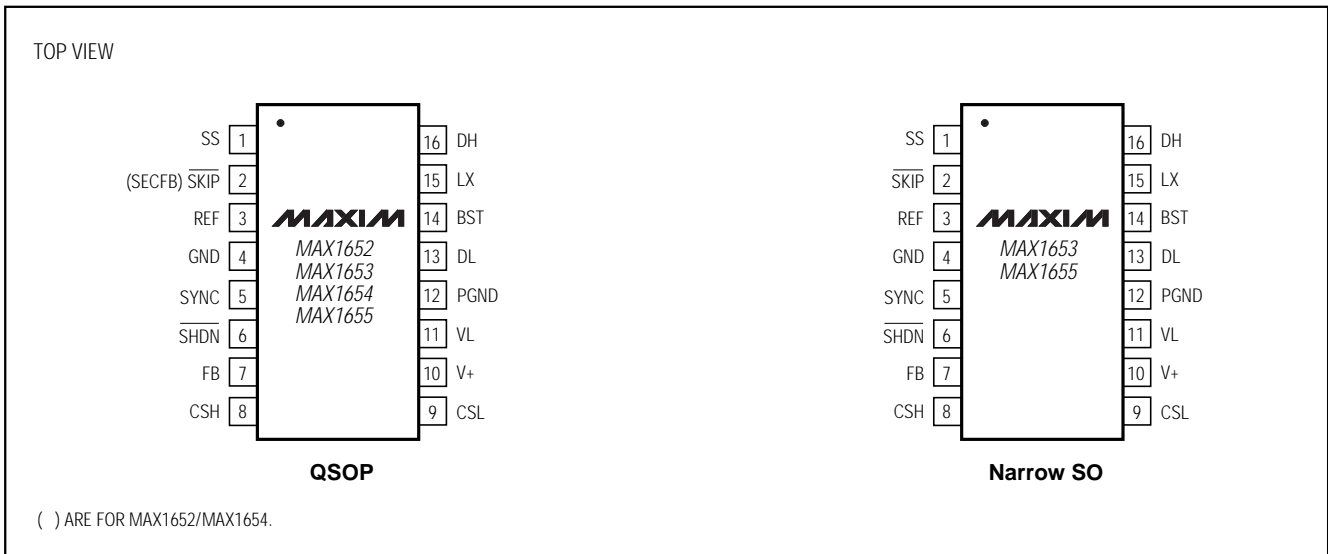 TOP VIEW
SS 1
(SECFB) SKIP 2
REF 3
GND 4
SYNC 5
SHDN 6
FB 7
CSH 8
MAXIM
MAX1652
MAX1653
MAX1654
MAX1655
16 DH
15 LX
14 BST
13 DL
12 PGND
11 VL
10 V+
9 CSL
QSOP
SS 1
SKIP 2
REF 3
GND 4
SYNC 5
SHDN 6
FB 7
CSH 8
MAXIM
MAX1653
MAX1655
16 DH
15 LX
14 BST
13 DL
12 PGND
11 VL
10 V+
9 CSL
Narrow SO
( ) ARE FOR MAX1652/MAX1654.